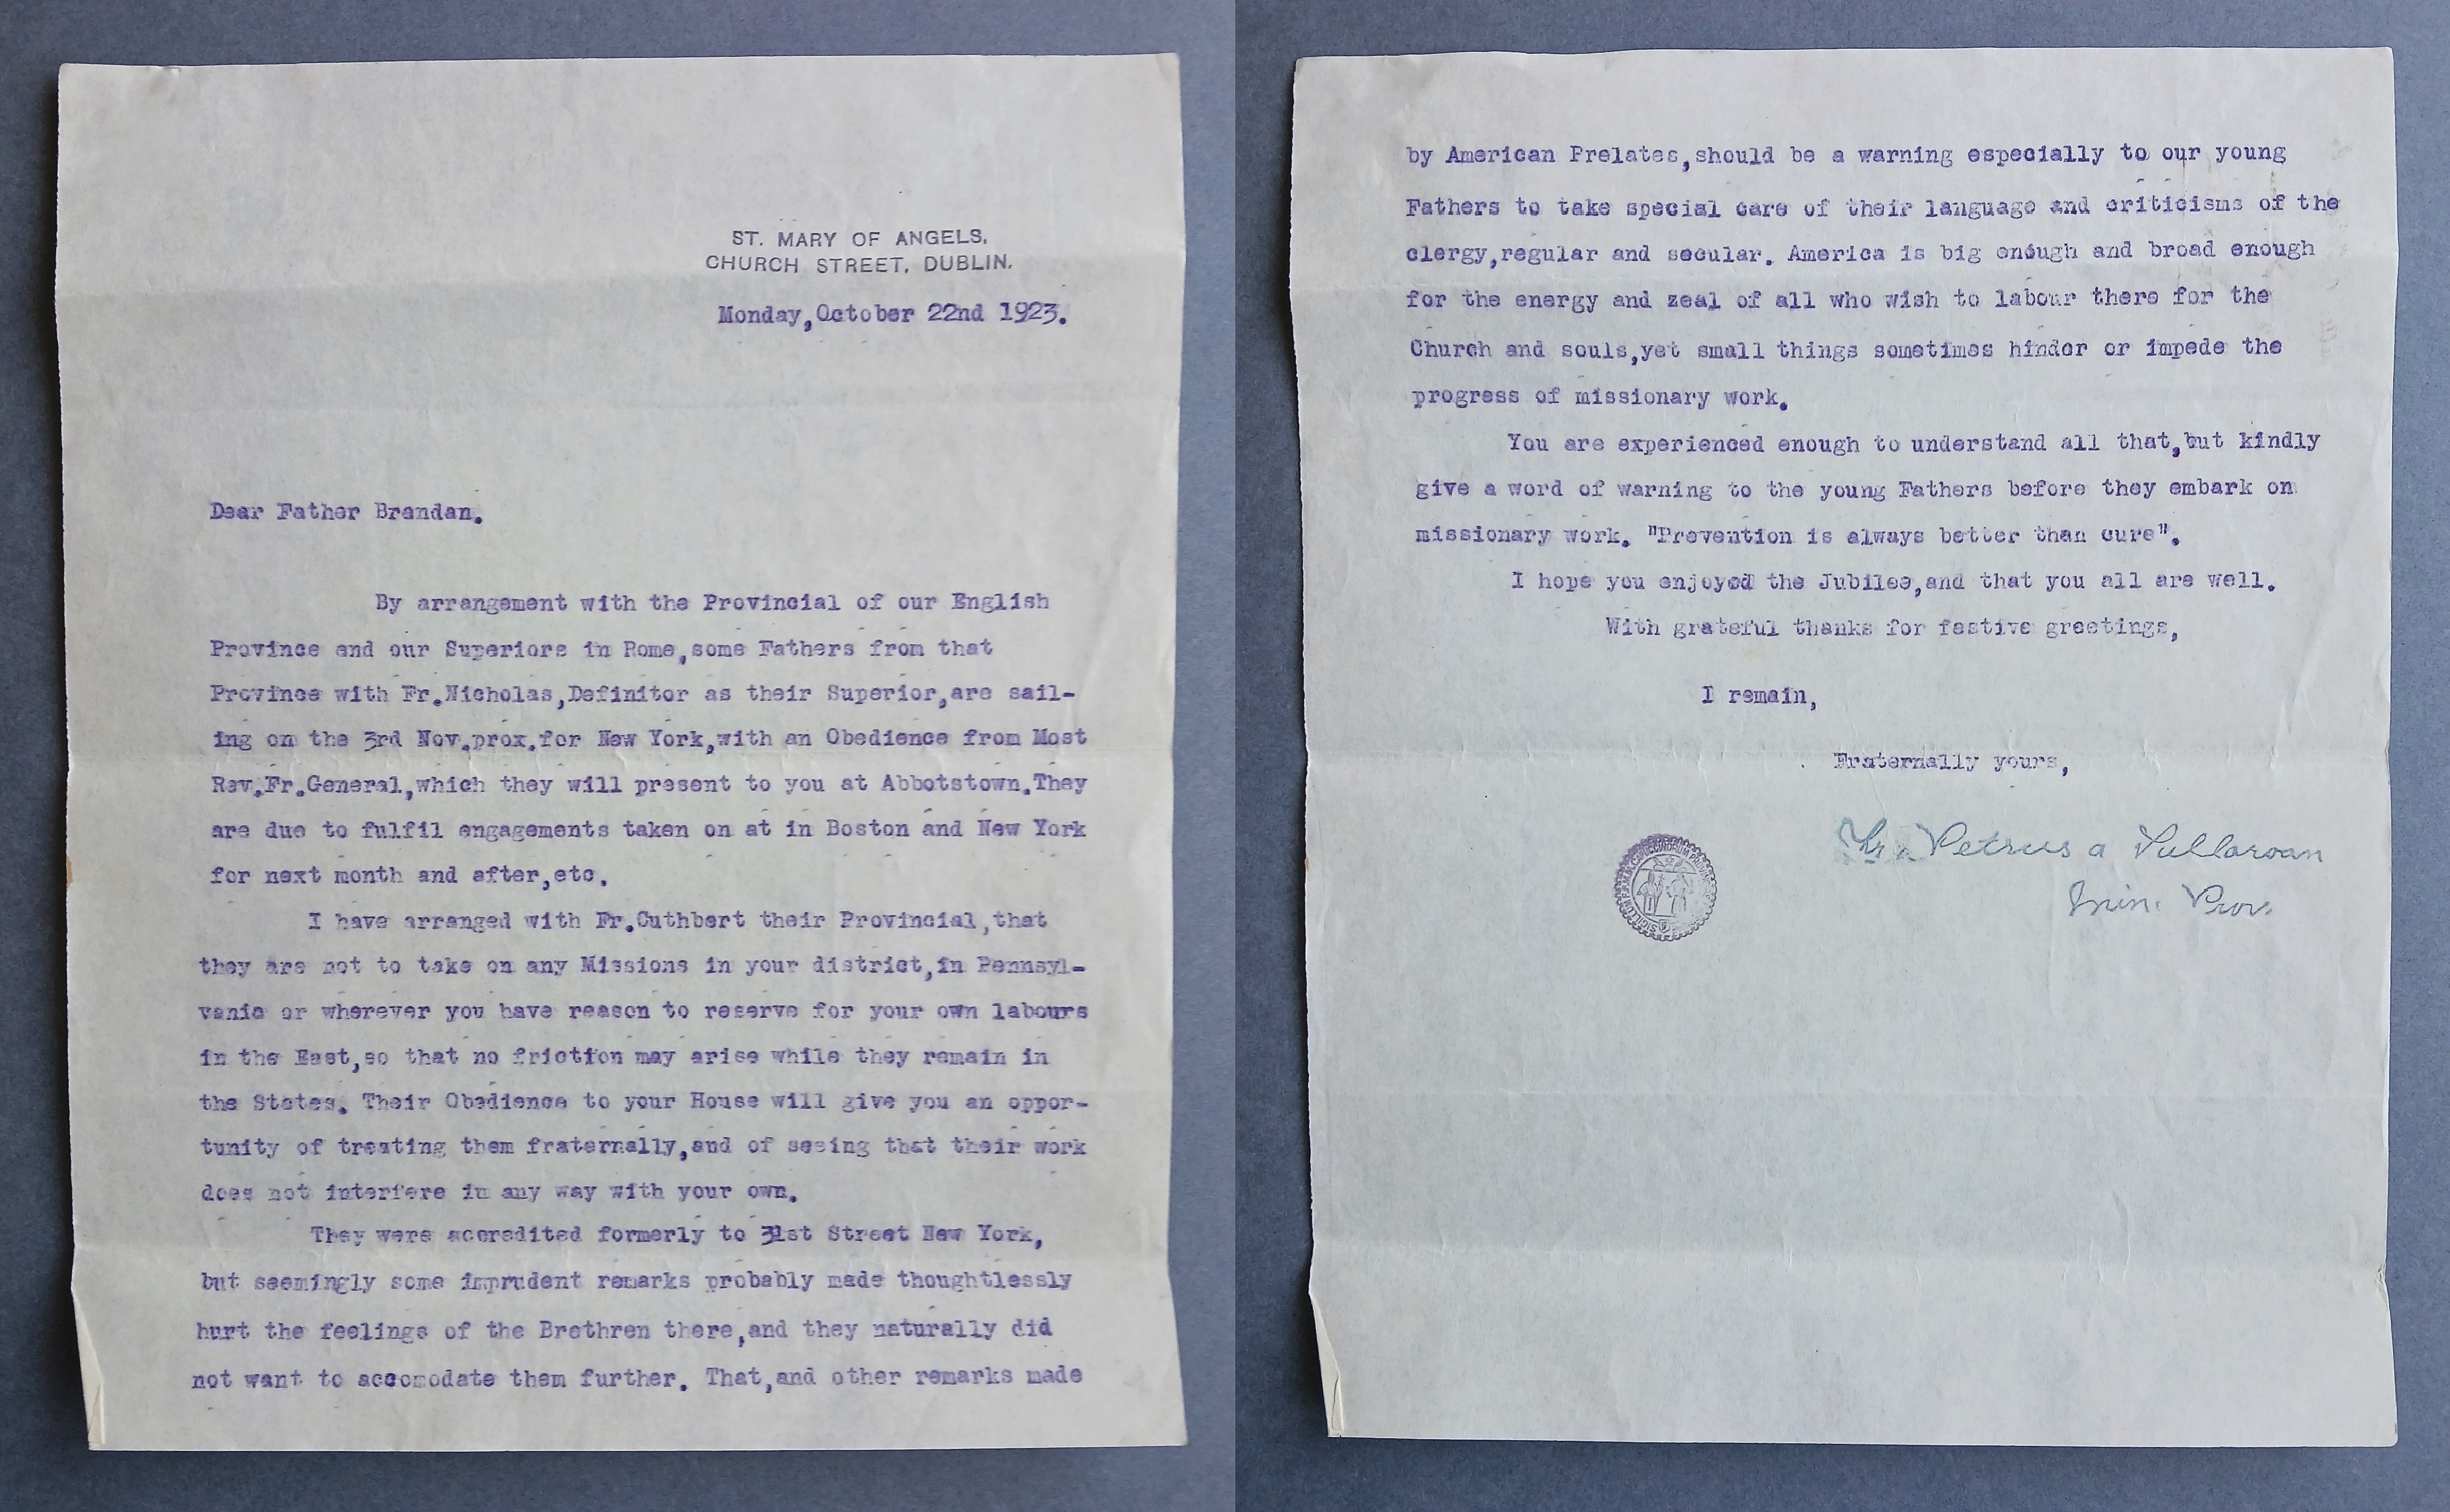 ST. MARY OF ANGELS,
CHURCH STREET, DUBLIN.
Monday,October 22nd 1923.
Dear Father Brendan.
By arrangement with the Provincial of our English
Province and our Superiors in Rome,some Fathers from that
Province with Fr.Nicholas,Definitor as their Superior,are sail-
ing on the 3rd Nov.prox.for New York,with an Obedience from Most
Rev.Fr.General,which they will present to you at Abbotstown.They
are due to fulfil engagements taken on at in Boston and New York
for next month and after,etc.
I have arranged with Fr.Cuthbert their Provincial,that
they are not to take on any Missions in your district,in Pennsyl-
vania or wherever you have reason to reserve for your own labours
in the East,so that no friction may arise while they remain in
the States. Their Obedience to your House will give you an oppor-
tunity of treating them fraternally,and of seeing that their work
does not interfere in any way with your own.
They were accredited formerly to 31st Street New York,
but seemingly some imprudent remarks probably made thoughtlessly
hurt the feelings of the Brethren there,and they naturally did
not want to accomodate them further. That,and other remarks made
by American Prelates,should be a warning especially to our young
Fathers to take special care of their language and criticisms of the
clergy,regular and secular. America is big enough and broad enough
for the energy and zeal of all who wish to labour there for the
Church and souls,yet small things sometimes hinder or impede the
progress of missionary work.
You are experienced enough to understand all that,but kindly
give a word of warning to the young Fathers before they embark on
missionary work. "Prevention is always better than cure".
I hope you enjoyed the Jubilee,and that you all are well.
With grateful thanks for festive greetings,
I remain,
Fraternally yours,
Fr. Petrus a Tullaroan
Min. Prov.